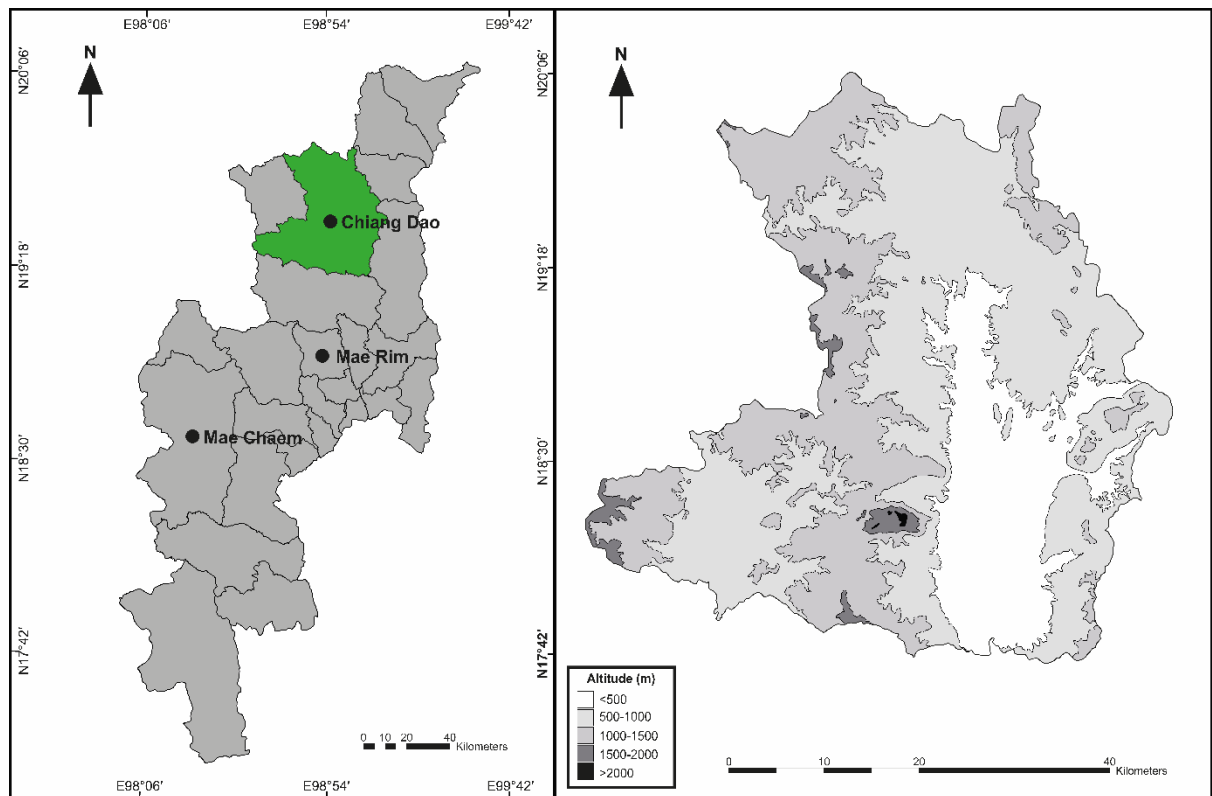 E98°06′
E98°54′
E99°42′
N
N20°06′
N19°18′
N18°30′
N17°42′
Chiang Dao
Mae Rim
Mae Chaem
0 10 20 40
Kilometers
E98°06′
E98°54′
E99°42′
N
N20°06′
N19°18′
N18°30′
N17°42′
Altitude (m)
<500
500-1000
1000-1500
1500-2000
>2000
0 10 20 40
Kilometers